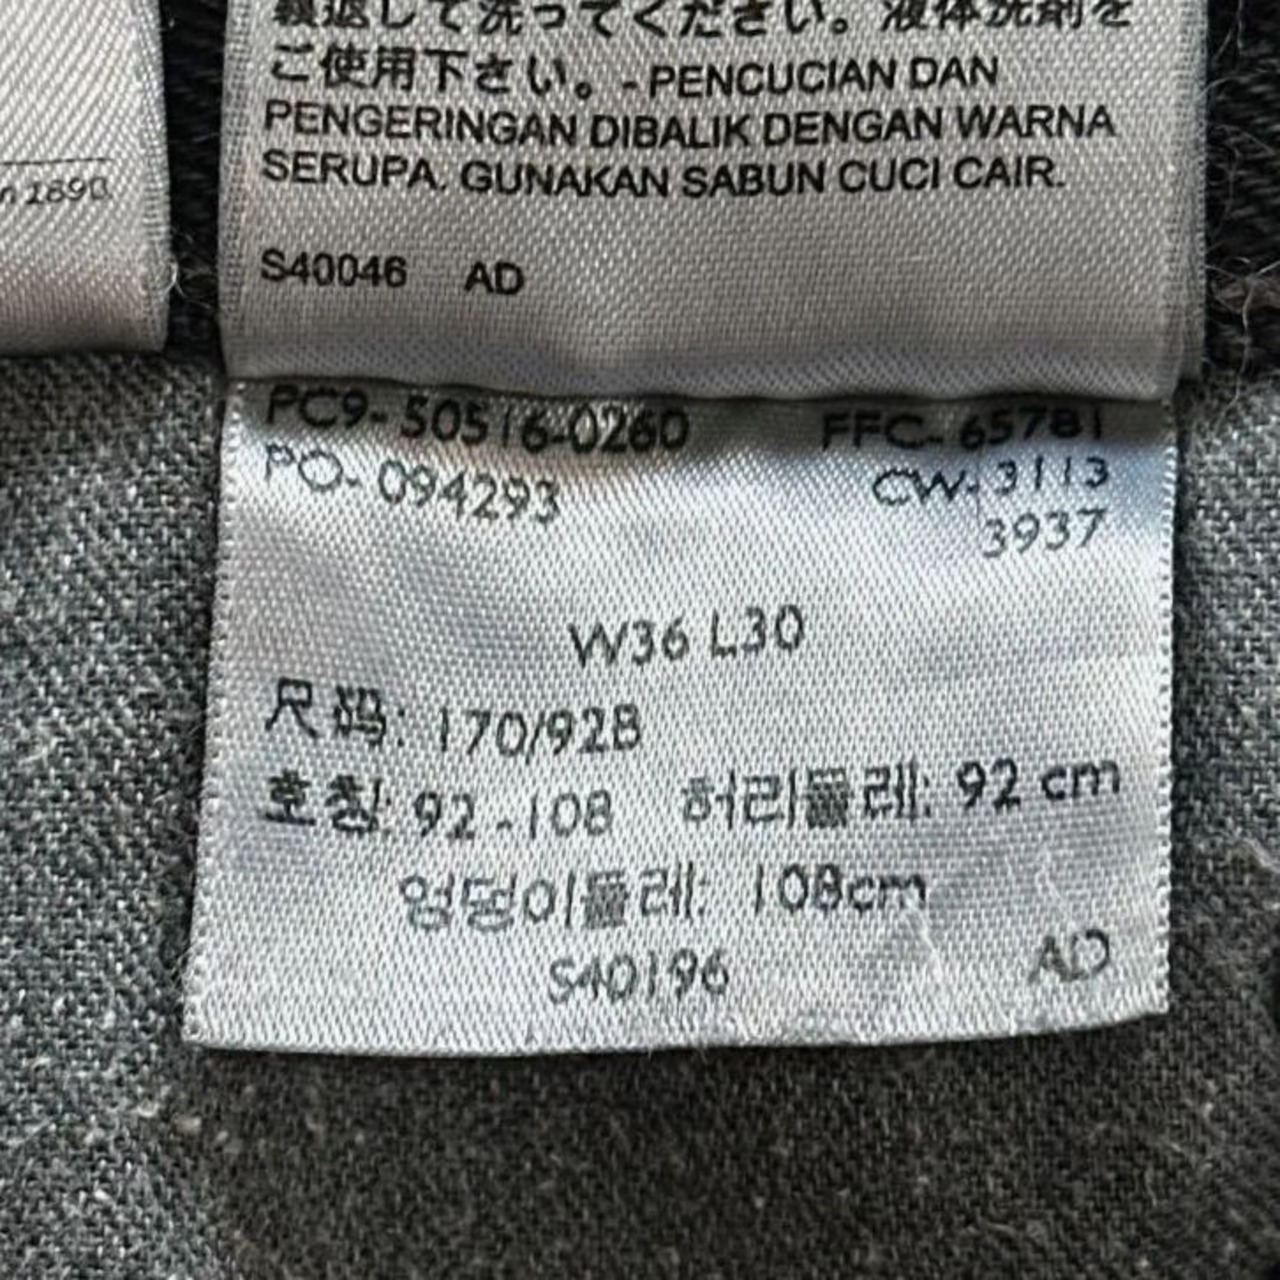 繰返して洗ってください。液体洗剤を
ご使用下さい。- PENCUCIAN DAN
PENGERINGAN DIBALIK DENGAN WARNA
SERUPA. GUNAKAN SABUN CUCI CAIR.
1890
S40046 AD
PC9-50516-0260 FFC-65781
PO-094293 CW-3113
3937
W36 L30
尺码: 170/92B
호칭: 92-108 허리둘레: 92 cm
엉덩이둘레: 108cm
S40196 AD